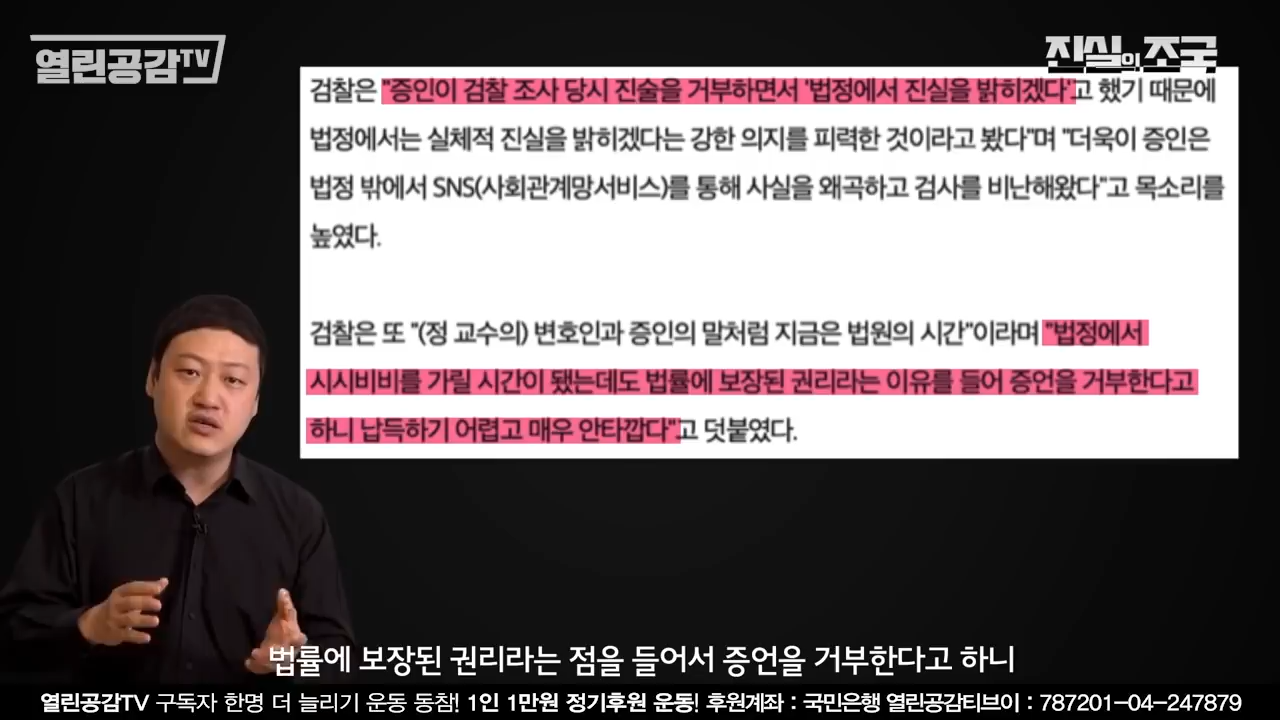 열린공감TV
진실의 조국
검찰은 "증인이 검찰 조사 당시 진술을 거부하면서 '법정에서 진실을 밝히겠다'고 했기 때문에
법정에서는 실체적 진실을 밝히겠다는 강한 의지를 피력한 것이라고 봤다"며 "더욱이 증인은
법정 밖에서 SNS(사회관계망서비스)를 통해 사실을 왜곡하고 검사를 비난해왔다"고 목소리를
높였다.
검찰은 또 "(정 교수의) 변호인과 증인의 말처럼 지금은 법원의 시간"이라며 "법정에서
시시비비를 가릴 시간이 됐는데도 법률에 보장된 권리라는 이유를 들어 증언을 거부한다고
하니 납득하기 어렵고 매우 안타깝다"고 덧붙였다.
법률에 보장된 권리라는 점을 들어서 증언을 거부한다고 하니
열린공감TV 구독자 한명 더 늘리기 운동 동참! 1인 1만원 정기후원 운동! 후원계좌 : 국민은행 열린공감티브이 : 787201-04-247879